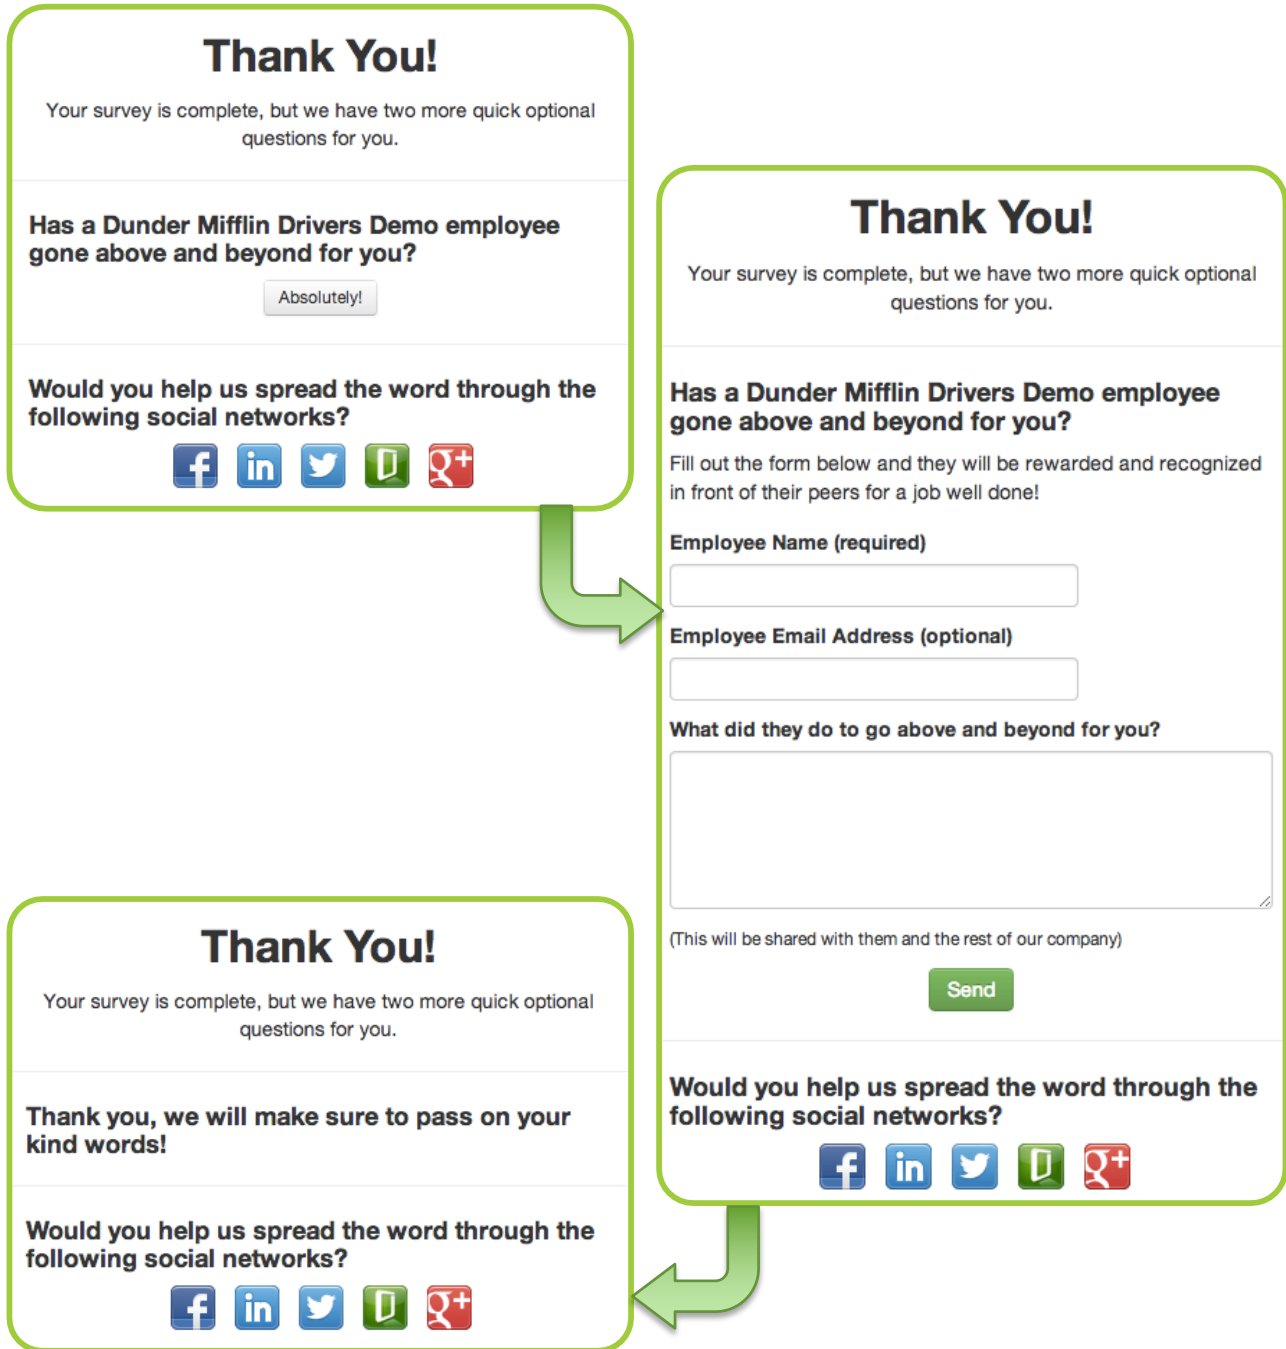 Thank You!
Your survey is complete, but we have two more quick optional
questions for you.
Has a Dunder Mifflin Drivers Demo employee
gone above and beyond for you?
Absolutely!
Would you help us spread the word through the
following social networks?
f in g+
Thank You!
Your survey is complete, but we have two more quick optional
questions for you.
Has a Dunder Mifflin Drivers Demo employee
gone above and beyond for you?
Fill out the form below and they will be rewarded and recognized
in front of their peers for a job well done!
Employee Name (required)
Employee Email Address (optional)
What did they do to go above and beyond for you?
(This will be shared with them and the rest of our company)
Send
Would you help us spread the word through the
following social networks?
f in g+
Thank You!
Your survey is complete, but we have two more quick optional
questions for you.
Thank you, we will make sure to pass on your
kind words!
Would you help us spread the word through the
following social networks?
f in g+